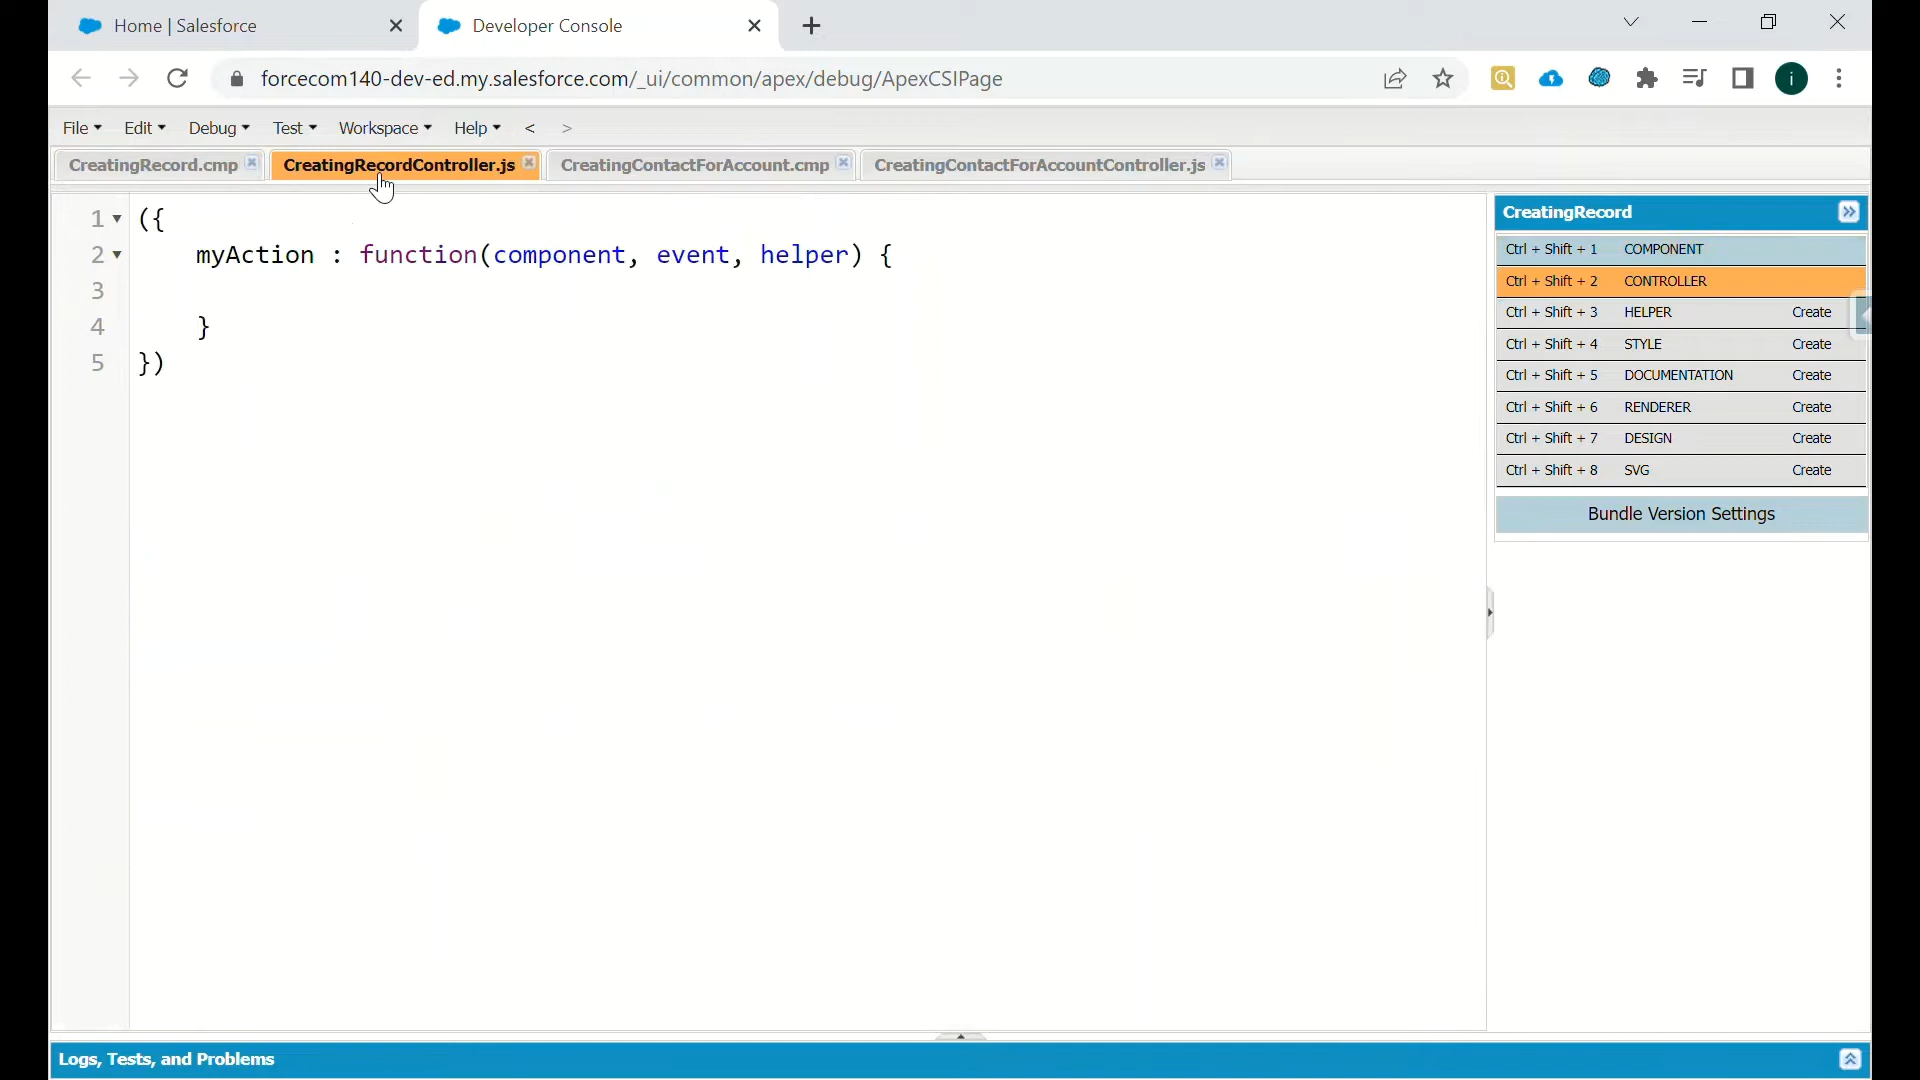 Home | Salesforce
Developer Console
forcecom140-dev-ed.my.salesforce.com/_ui/common/apex/debug/ApexCSIPage
i
File Edit Debug Test Workspace Help < >
CreatingRecord.cmp
CreatingRecordController.js
CreatingContactForAccount.cmp
CreatingContactForAccountController.js
1 ({
2 myAction : function(component, event, helper) {
3
4 }
5 })
CreatingRecord
Ctrl + Shift + 1 COMPONENT
Ctrl + Shift + 2 CONTROLLER
Ctrl + Shift + 3 HELPER Create
Ctrl + Shift + 4 STYLE Create
Ctrl + Shift + 5 DOCUMENTATION Create
Ctrl + Shift + 6 RENDERER Create
Ctrl + Shift + 7 DESIGN Create
Ctrl + Shift + 8 SVG Create
Bundle Version Settings
Logs, Tests, and Problems